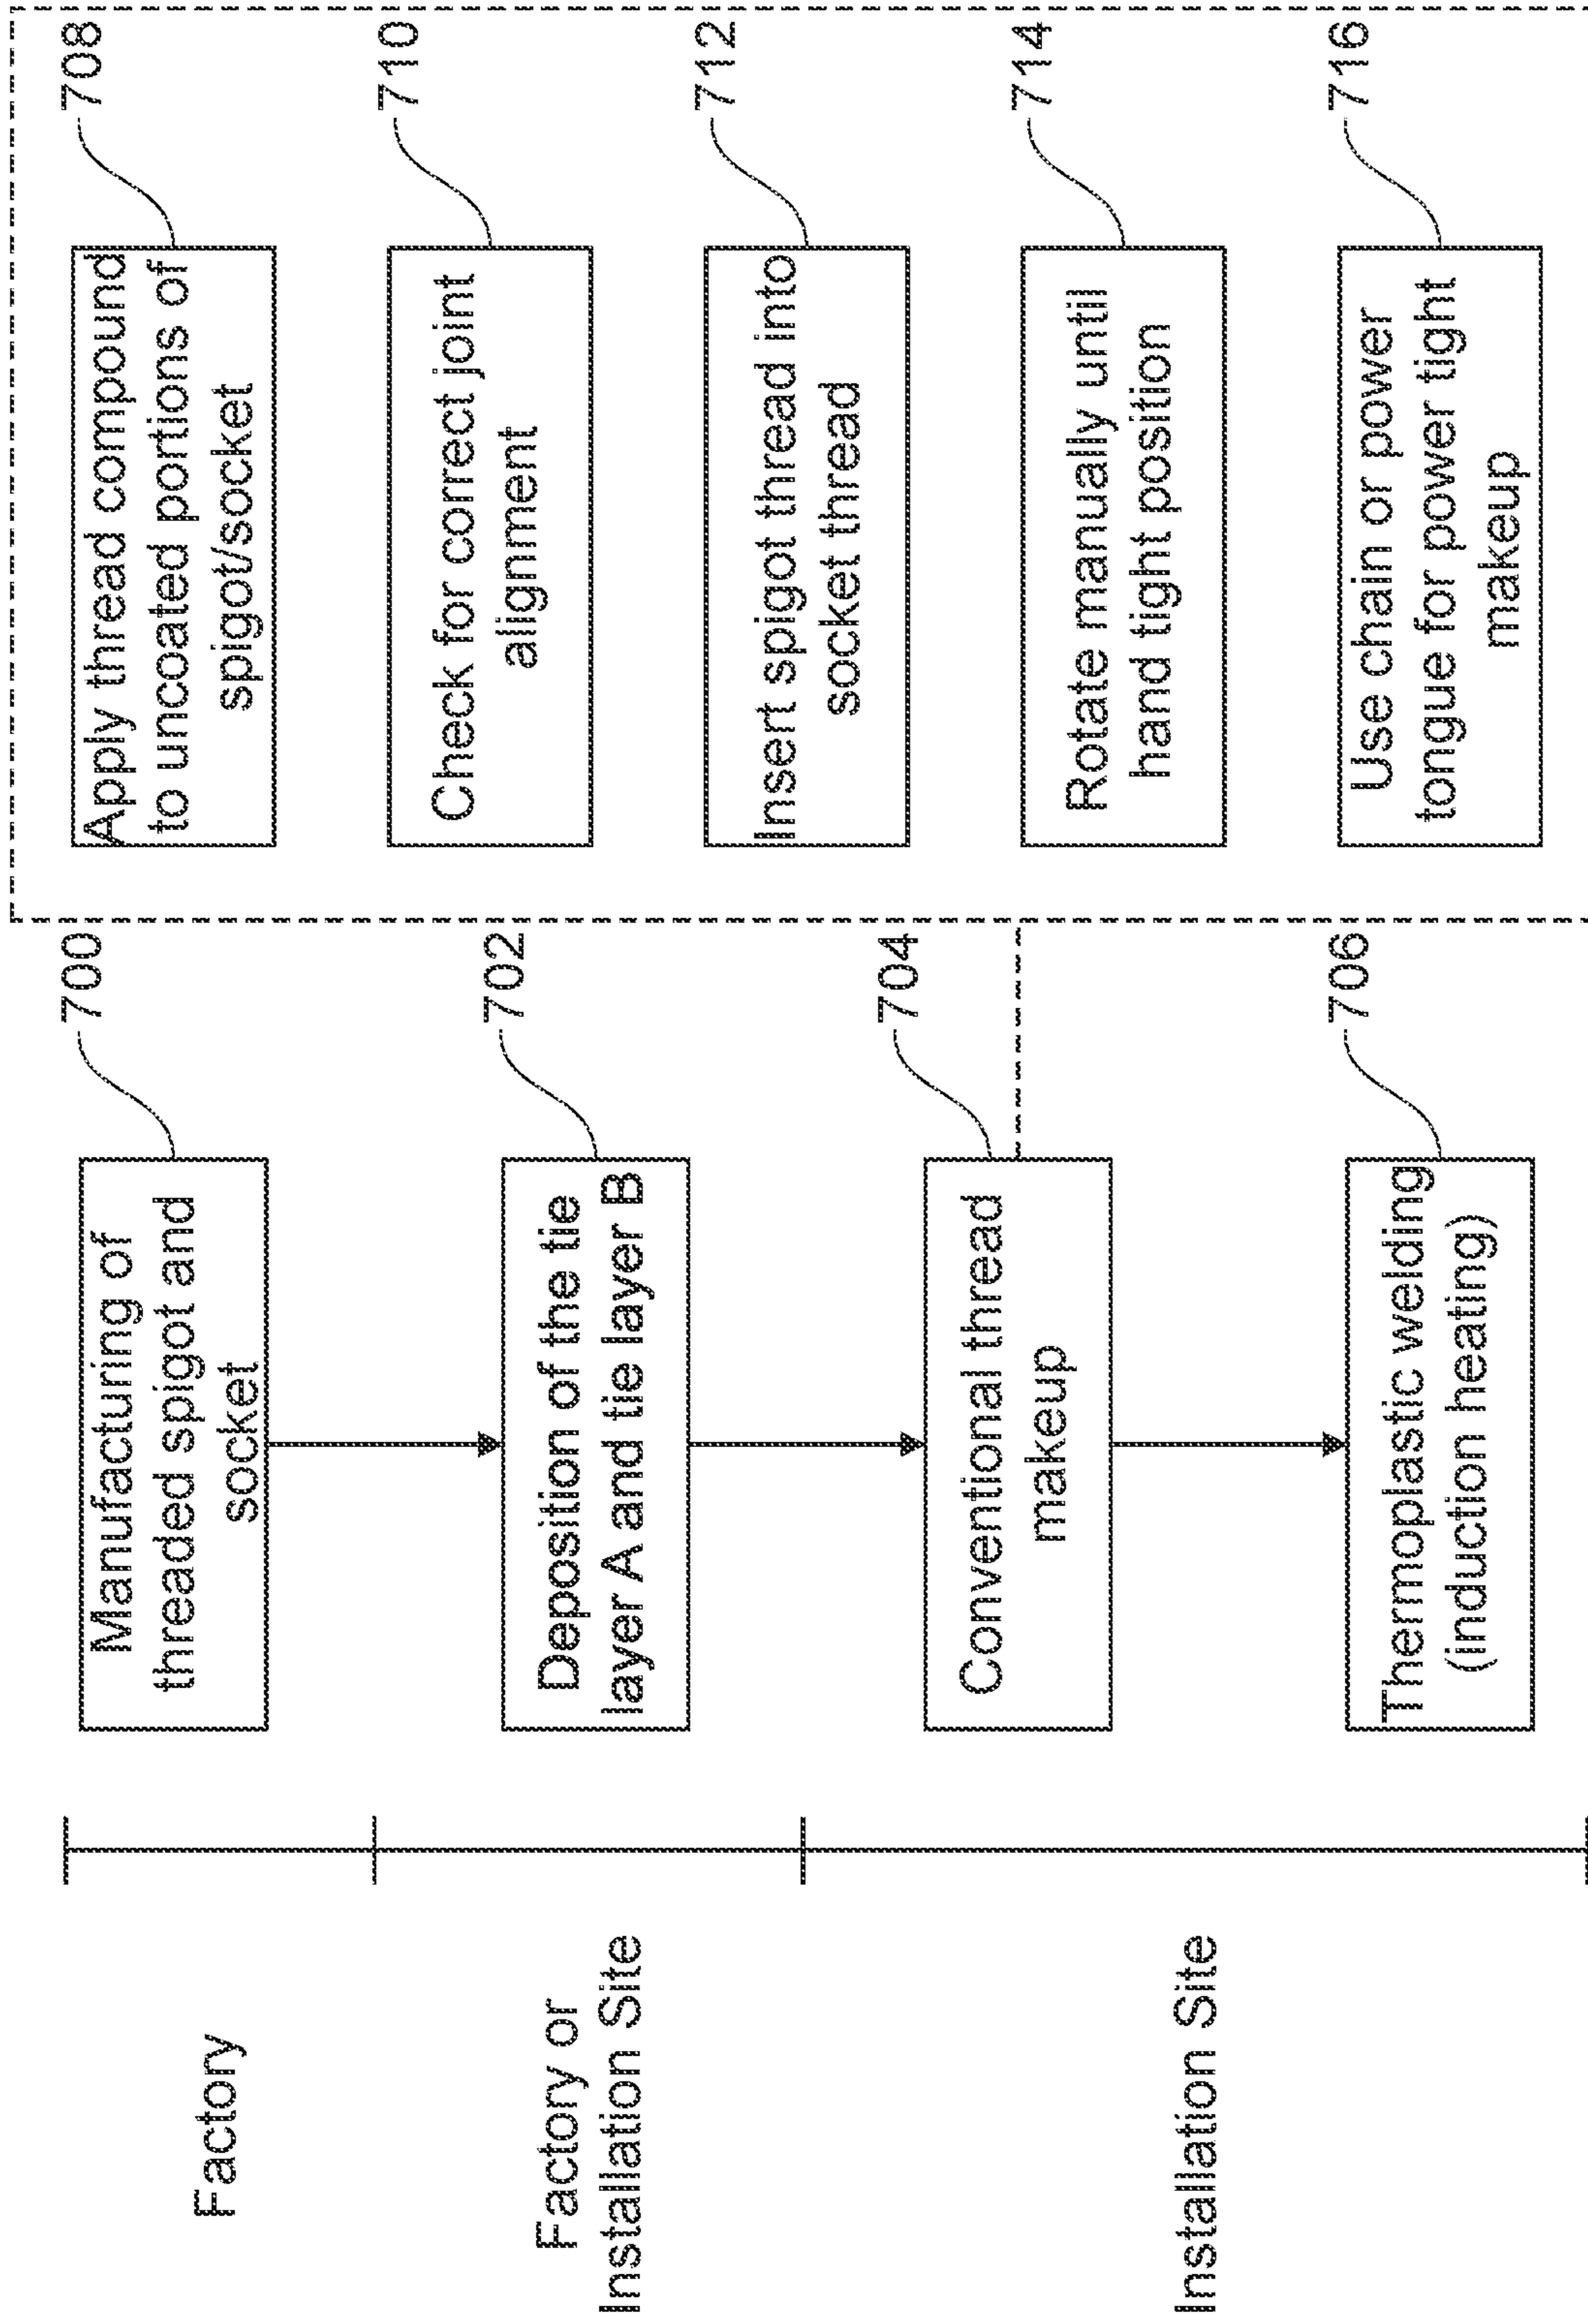 Factory
Factory or
Installation Site
Installation Site
Manufacturing of
threaded spigot and
socket
700
Deposition of the tie
layer A and tie layer B
702
Conventional thread
makeup
704
Thermoplastic welding
(induction heating)
706
Apply thread compound
to uncoated portions of
spigot/socket
708
Check for correct joint
alignment
710
Insert spigot thread into
socket thread
712
Rotate manually until
hand tight position
714
Use chain or power
tongue for power tight
makeup
716